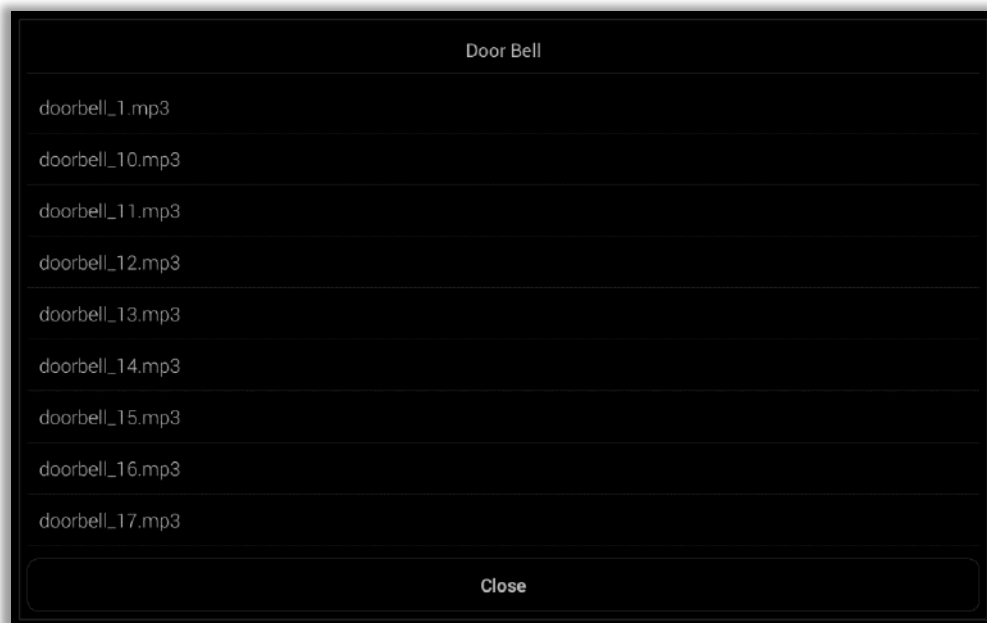 Door Bell
doorbell_1.mp3
doorbell_10.mp3
doorbell_11.mp3
doorbell_12.mp3
doorbell_13.mp3
doorbell_14.mp3
doorbell_15.mp3
doorbell_16.mp3
doorbell_17.mp3
Close